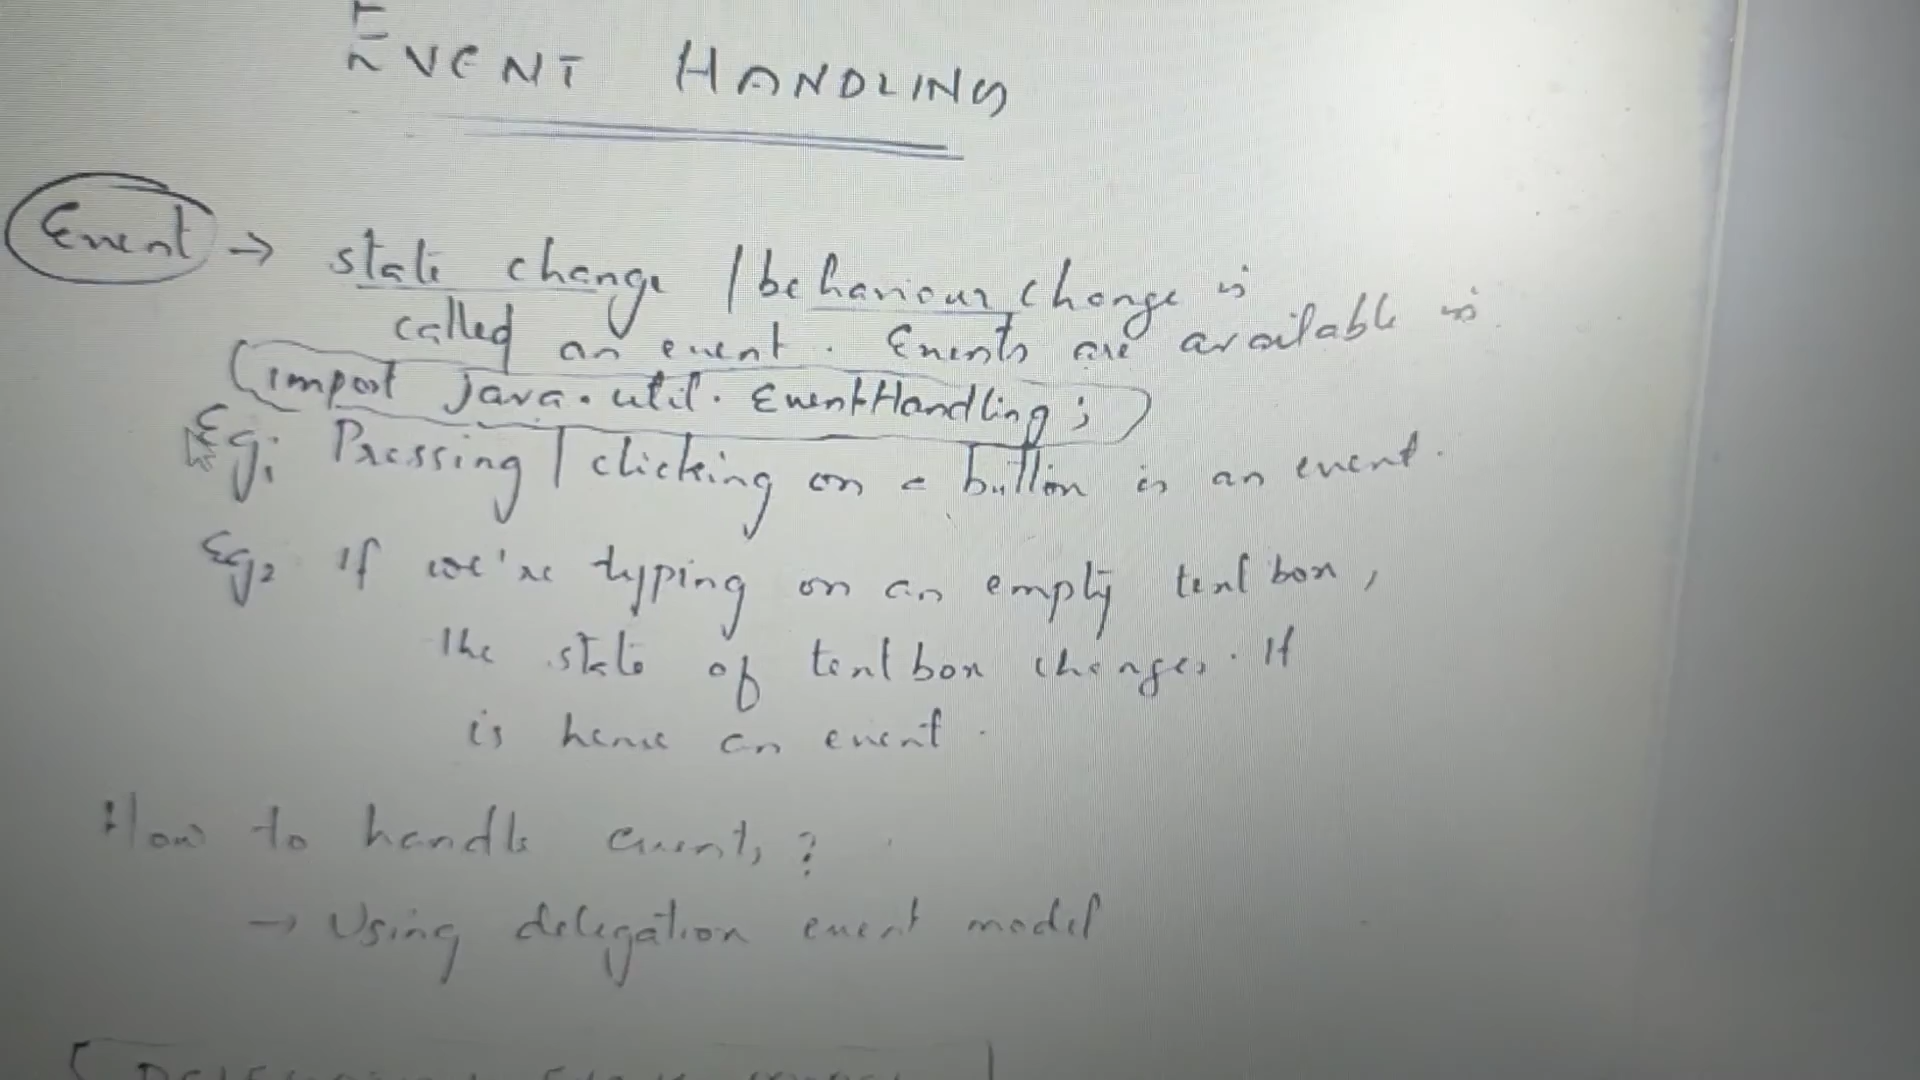 EVENT HANDLING
Event → state change / behaviour change is
called an event. Events are available in
(import java.util.EventHandling;)
Eg1 Pressing / clicking on a button is an event.
Eg2 If we're typing on an empty text box,
the state of text box changes. It
is hence an event.
How to handle events?
→ Using delegation event model